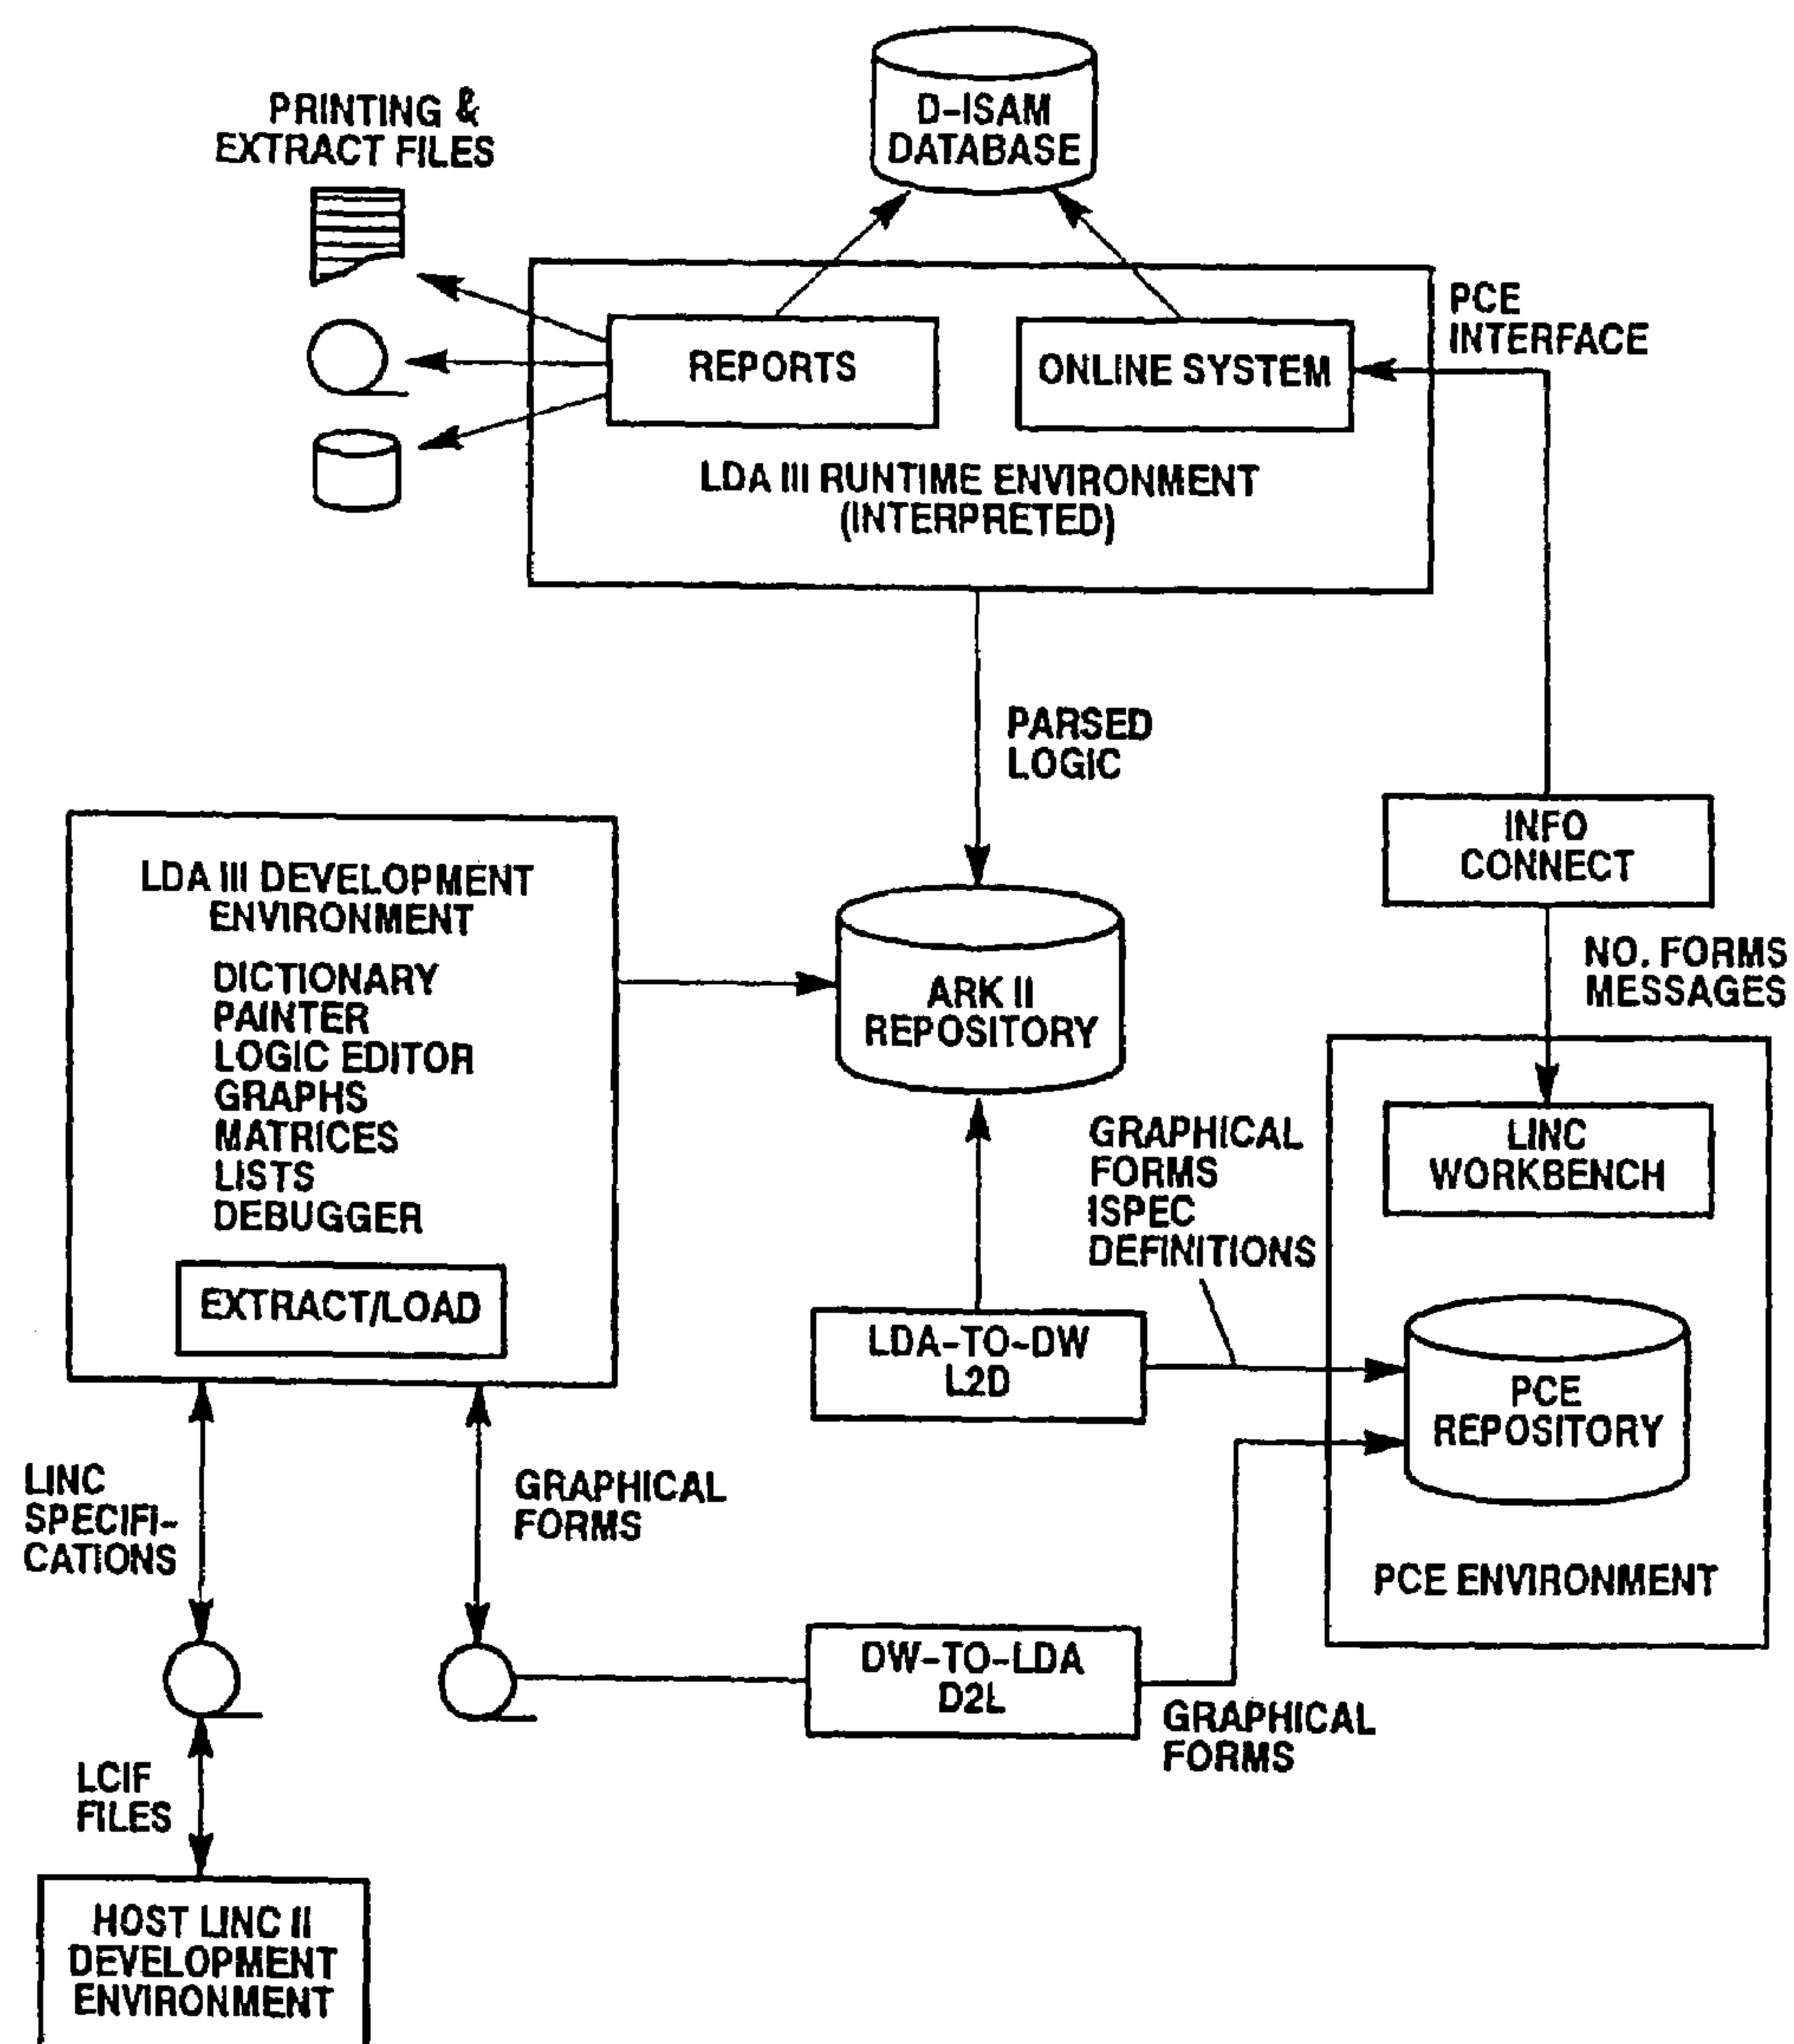 D-ISAM
DATABASE
PRINTING &
EXTRACT FILES
PCE
INTERFACE
REPORTS
ONLINE SYSTEM
LDA III RUNTIME ENVIRONMENT
(INTERPRETED)
PARSED
LOGIC
INFO
CONNECT
NO. FORMS
MESSAGES
LDA III DEVELOPMENT
ENVIRONMENT
DICTIONARY
PAINTER
LOGIC EDITOR
GRAPHS
MATRICES
LISTS
DEBUGGER
EXTRACT/LOAD
ARK II
REPOSITORY
GRAPHICAL
FORMS
ISPEC
DEFINITIONS
LINC
WORKBENCH
LDA-TO-DW
L2D
PCE
REPOSITORY
PCE ENVIRONMENT
LINC
SPECIFI-
CATIONS
GRAPHICAL
FORMS
DW-TO-LDA
D2L
GRAPHICAL
FORMS
LCIF
FILES
HOST LINC II
DEVELOPMENT
ENVIRONMENT